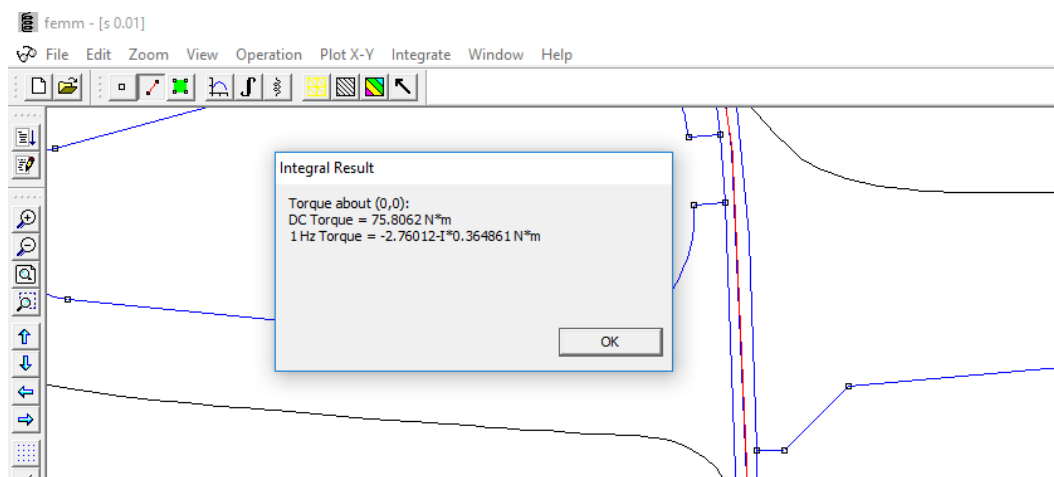 femm - [s 0.01]
File Edit Zoom View Operation Plot X-Y Integrate Window Help
Integral Result
Torque about (0,0):
DC Torque = 75.8062 N*m
1 Hz Torque = -2.76012-I*0.364861 N*m
OK